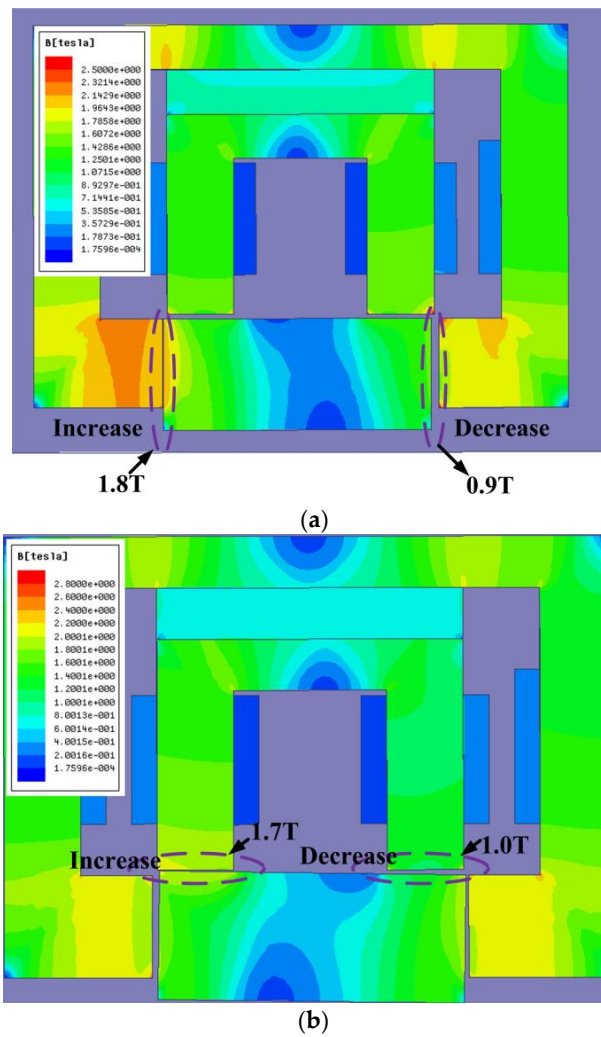 B[tesla]
2.5000e+000
2.3214e+000
2.1429e+000
1.9643e+000
1.7858e+000
1.6072e+000
1.4286e+000
1.2501e+000
1.0715e+000
8.9297e-001
7.1441e-001
5.3585e-001
3.5729e-001
1.7873e-001
1.7596e-004
Increase
Decrease
1.8T
0.9T
(a)
B[tesla]
2.8000e+000
2.6000e+000
2.4000e+000
2.2000e+000
2.0001e+000
1.8001e+000
1.6001e+000
1.4001e+000
1.2001e+000
1.0001e+000
8.0013e-001
6.0014e-001
4.0015e-001
2.0016e-001
1.7596e-004
1.7T
1.0T
Increase
Decrease
(b)